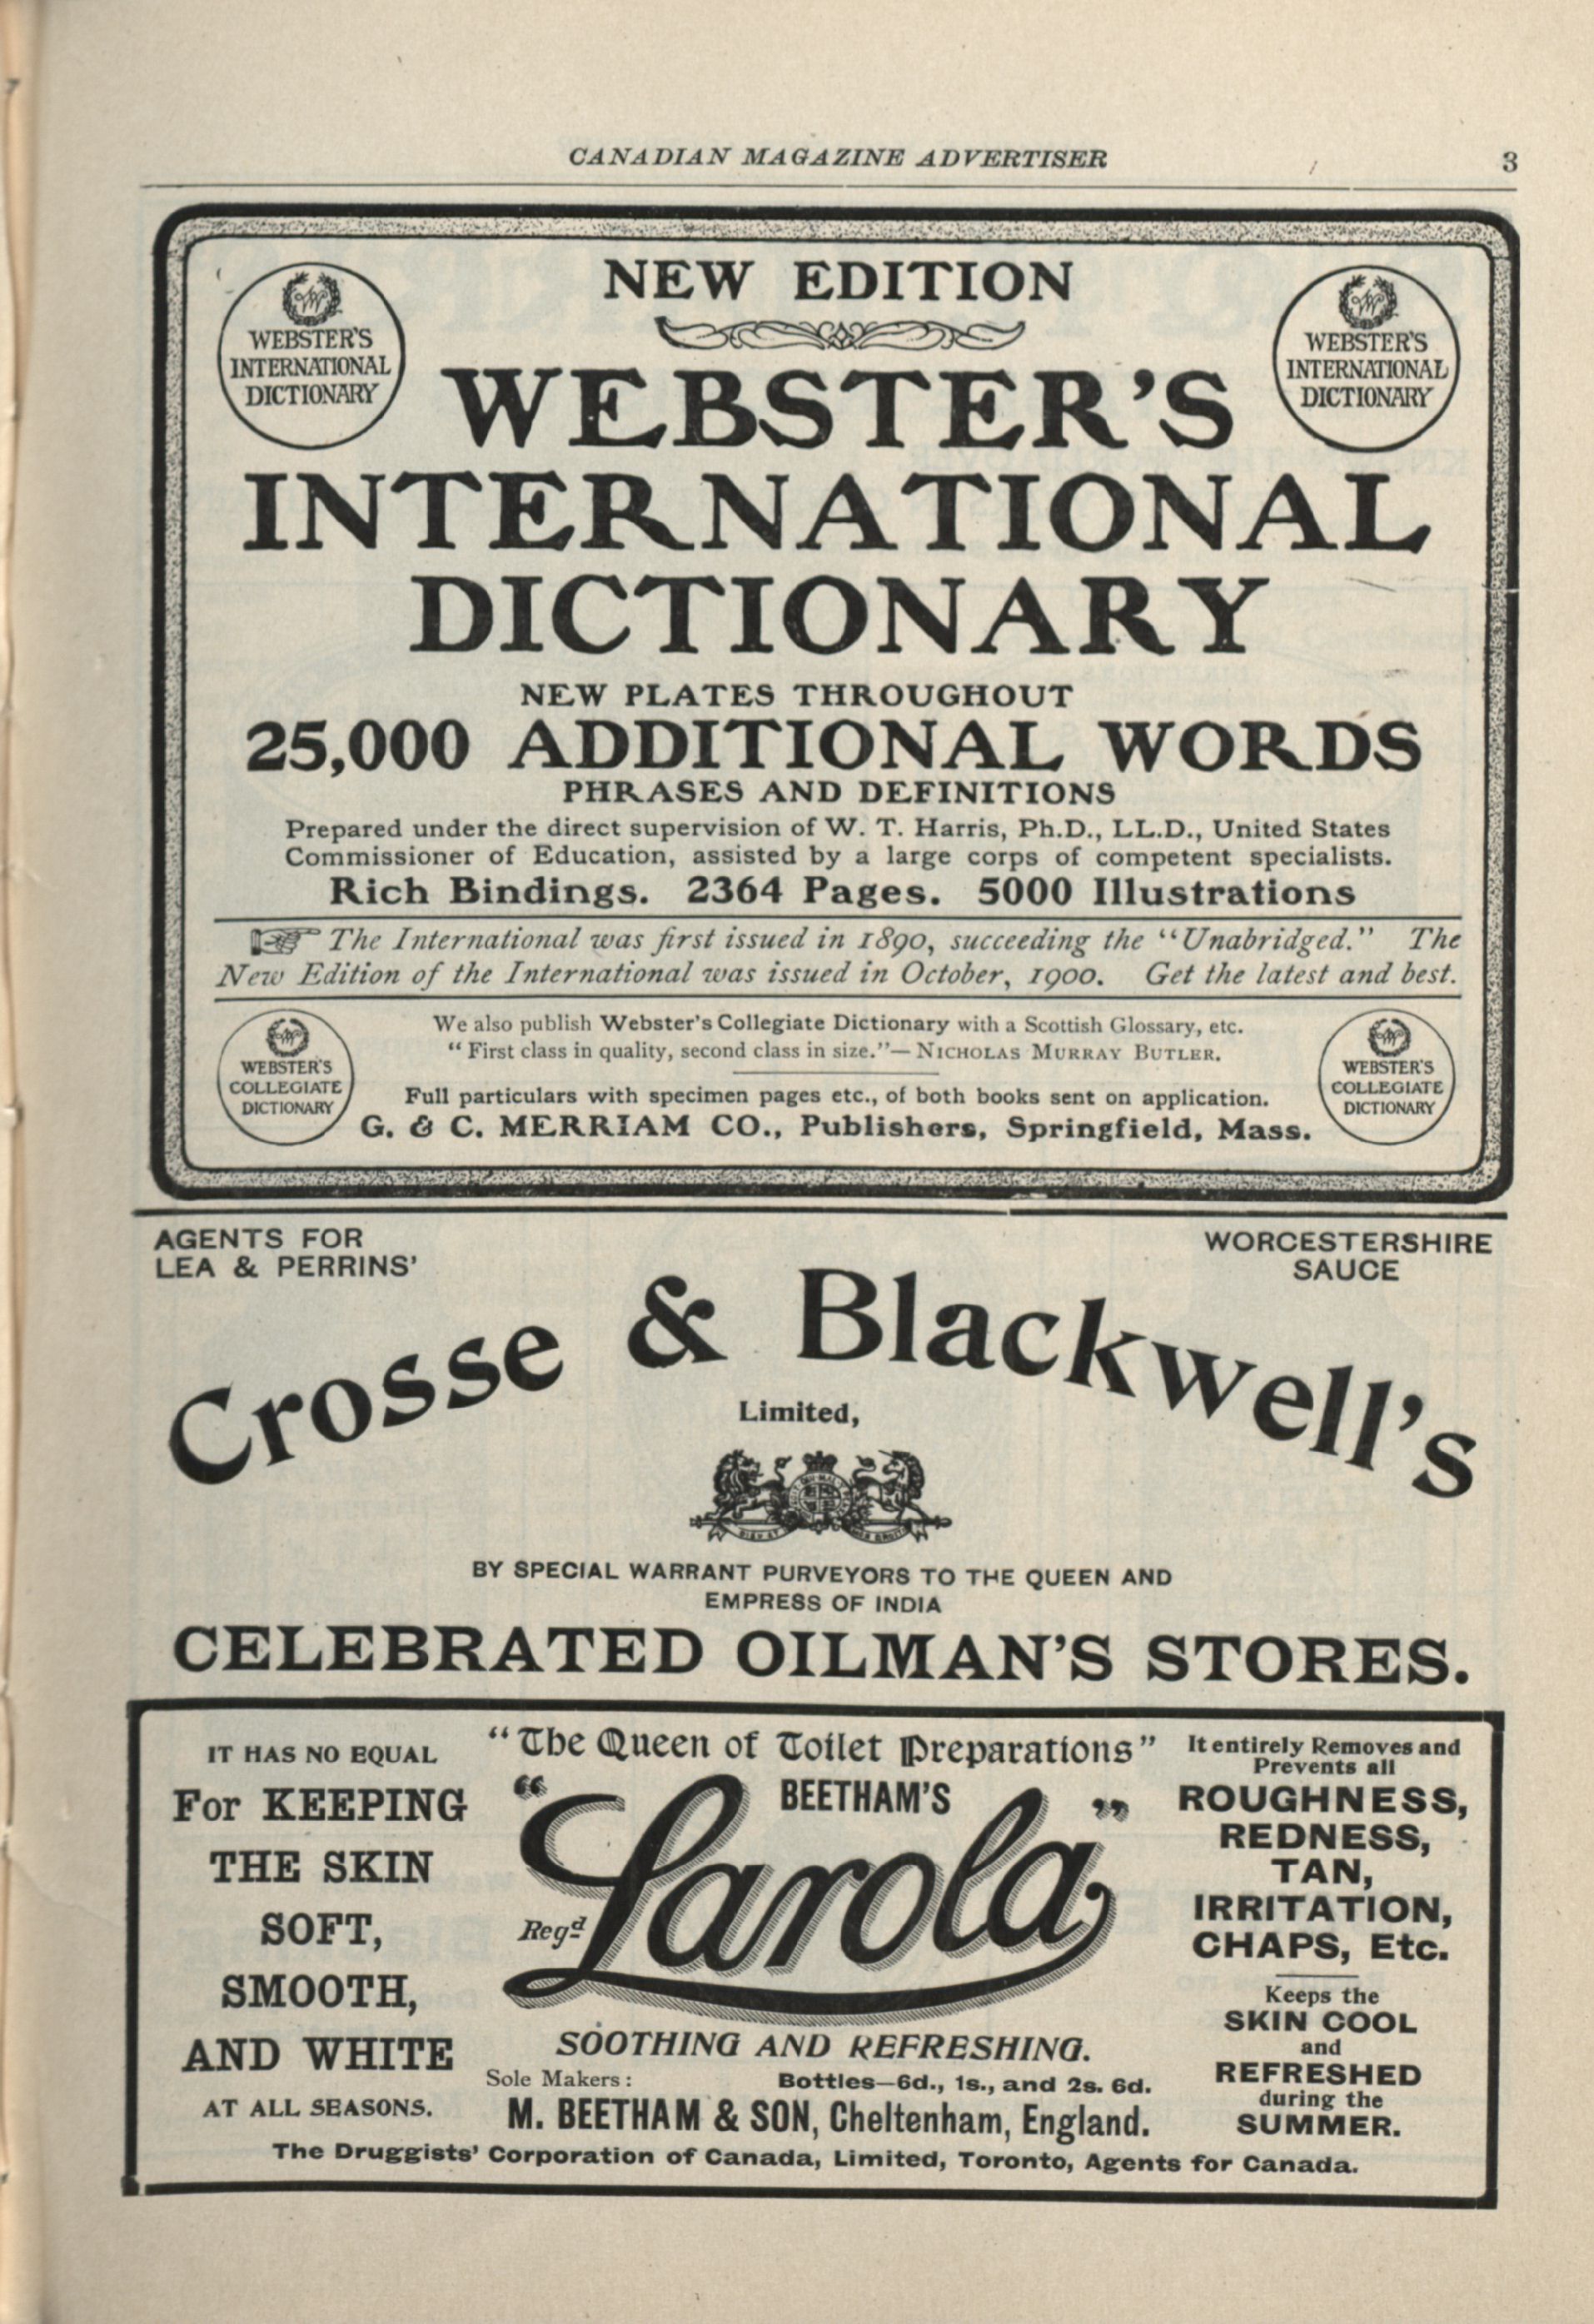 CANADIAN MAGAZINE ADVERTISER 3
NEW EDITION
WEBSTER'S
INTERNATIONAL
DICTIONARY
WEBSTER'S
INTERNATIONAL
DICTIONARY
WEBSTER'S
INTERNATIONAL
DICTIONARY
NEW PLATES THROUGHOUT
25,000 ADDITIONAL WORDS
PHRASES AND DEFINITIONS
Prepared under the direct supervision of W. T. Harris, Ph.D., LL.D., United States
Commissioner of Education, assisted by a large corps of competent specialists.
Rich Bindings. 2364 Pages. 5000 Illustrations
The International was first issued in 1890, succeeding the "Unabridged." The
New Edition of the International was issued in October, 1900. Get the latest and best.
WEBSTER'S
COLLEGIATE
DICTIONARY
We also publish Webster's Collegiate Dictionary with a Scottish Glossary, etc.
"First class in quality, second class in size."—NICHOLAS MURRAY BUTLER.
Full particulars with specimen pages etc., of both books sent on application.
G. & C. MERRIAM CO., Publishers, Springfield, Mass.
WEBSTER'S
COLLEGIATE
DICTIONARY
AGENTS FOR
LEA & PERRINS'
WORCESTERSHIRE
SAUCE
Crosse & Blackwell's
Limited,
BY SPECIAL WARRANT PURVEYORS TO THE QUEEN AND
EMPRESS OF INDIA
CELEBRATED OILMAN'S STORES.
IT HAS NO EQUAL
For KEEPING
THE SKIN
SOFT,
SMOOTH,
AND WHITE
AT ALL SEASONS.
"The Queen of Toilet Preparations"
BEETHAM'S
"Larola"
Regd
SOOTHING AND REFRESHING.
Sole Makers: Bottles—6d., 1s., and 2s. 6d.
M. BEETHAM & SON, Cheltenham, England.
It entirely Removes and
Prevents all
ROUGHNESS,
REDNESS,
TAN,
IRRITATION,
CHAPS, Etc.
Keeps the
SKIN COOL
and
REFRESHED
during the
SUMMER.
The Druggists' Corporation of Canada, Limited, Toronto, Agents for Canada.